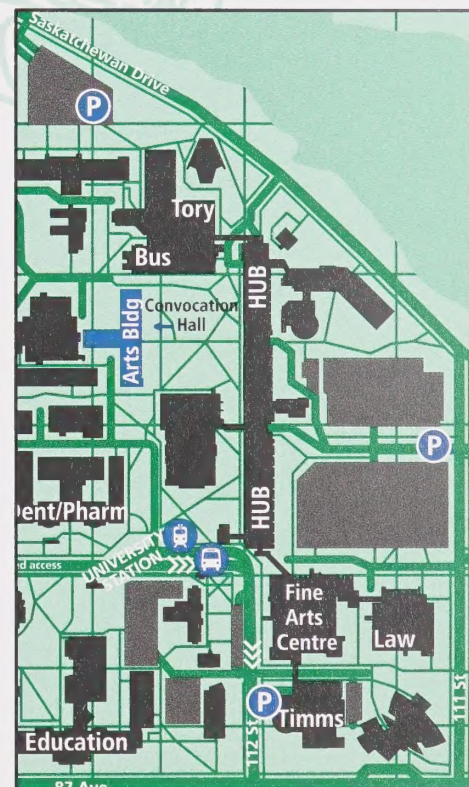 Saskatchewan Drive
P
Tory
Bus
HUB
Convocation
Hall
Arts Bldg
P
HUB
Dent/Pharm
UNIVERSITY
STATION
ed access
Fine
Arts
Centre
Law
111 St
P
Timms
112 St
Education
87 Ave